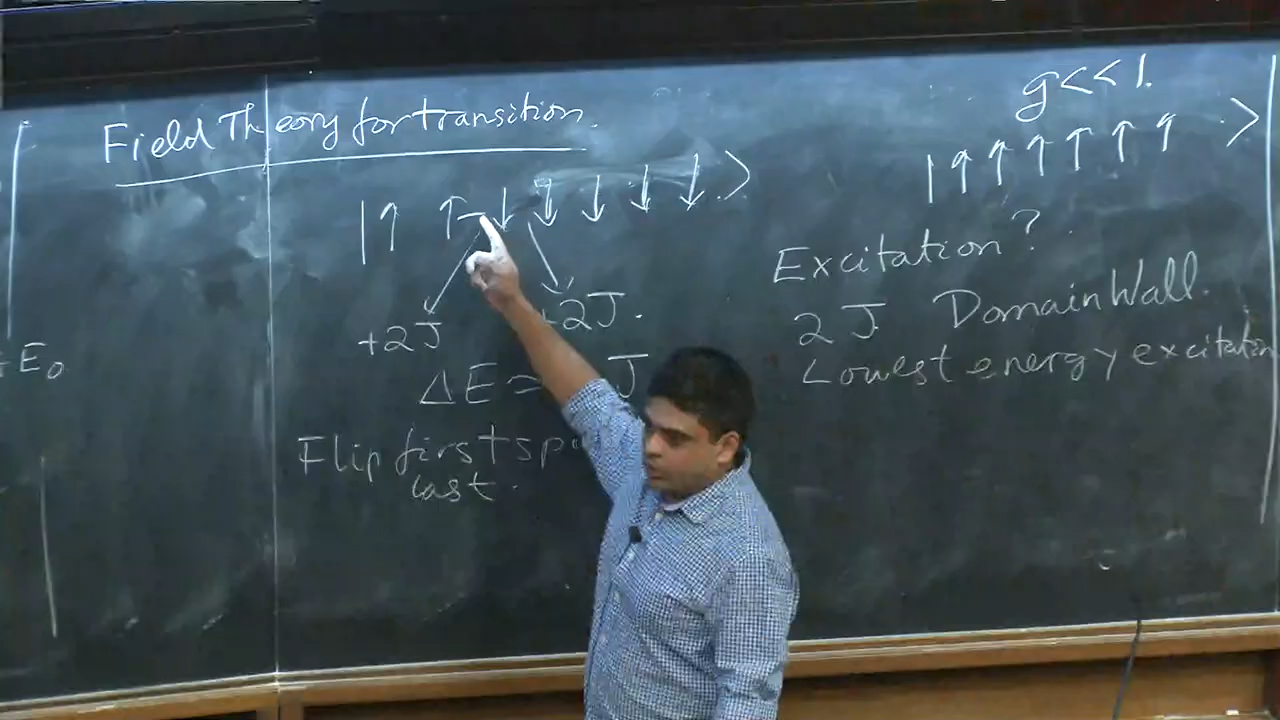 Field Theory for transition.
|↑ ↑ ↓ ↓ ↓ ↓ ↓ >
+2J 2J.
ΔE = J
Flip first
last.
E₀
g<<1.
|↑ ↑ ↑ ↑ ↑ ↑ . >
Excitation?
2J Domain Wall.
Lowest energy excitation